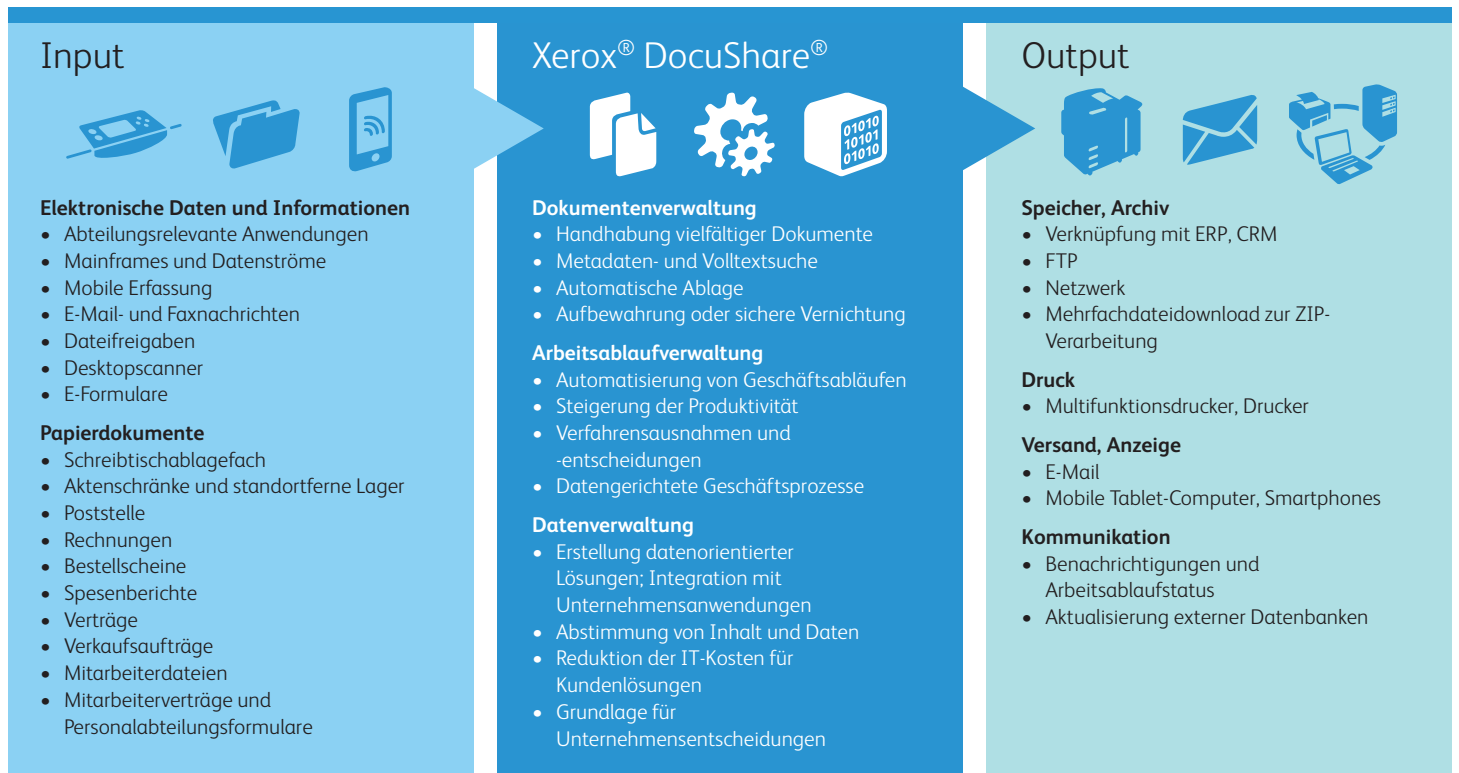 Input
Elektronische Daten und Informationen
• Abteilungsrelevante Anwendungen
• Mainframes und Datenströme
• Mobile Erfassung
• E-Mail- und Faxnachrichten
• Dateifreigaben
• Desktopscanner
• E-Formulare
Papierdokumente
• Schreibtischablagefach
• Aktenschränke und standortferne Lager
• Poststelle
• Rechnungen
• Bestellscheine
• Spesenberichte
• Verträge
• Verkaufsaufträge
• Mitarbeiterdateien
• Mitarbeiterverträge und
Personalabteilungsformulare
Xerox® DocuShare®
01010
10101
01010
Dokumentenverwaltung
• Handhabung vielfältiger Dokumente
• Metadaten- und Volltextsuche
• Automatische Ablage
• Aufbewahrung oder sichere Vernichtung
Arbeitsablaufverwaltung
• Automatisierung von Geschäftsabläufen
• Steigerung der Produktivität
• Verfahrensausnahmen und
-entscheidungen
• Datengerichtete Geschäftsprozesse
Datenverwaltung
• Erstellung datenorientierter
Lösungen; Integration mit
Unternehmensanwendungen
• Abstimmung von Inhalt und Daten
• Reduktion der IT-Kosten für
Kundenlösungen
• Grundlage für
Unternehmensentscheidungen
Output
Speicher, Archiv
• Verknüpfung mit ERP, CRM
• FTP
• Netzwerk
• Mehrfachdateidownload zur ZIP-
Verarbeitung
Druck
• Multifunktionsdrucker, Drucker
Versand, Anzeige
• E-Mail
• Mobile Tablet-Computer, Smartphones
Kommunikation
• Benachrichtigungen und
Arbeitsablaufstatus
• Aktualisierung externer Datenbanken